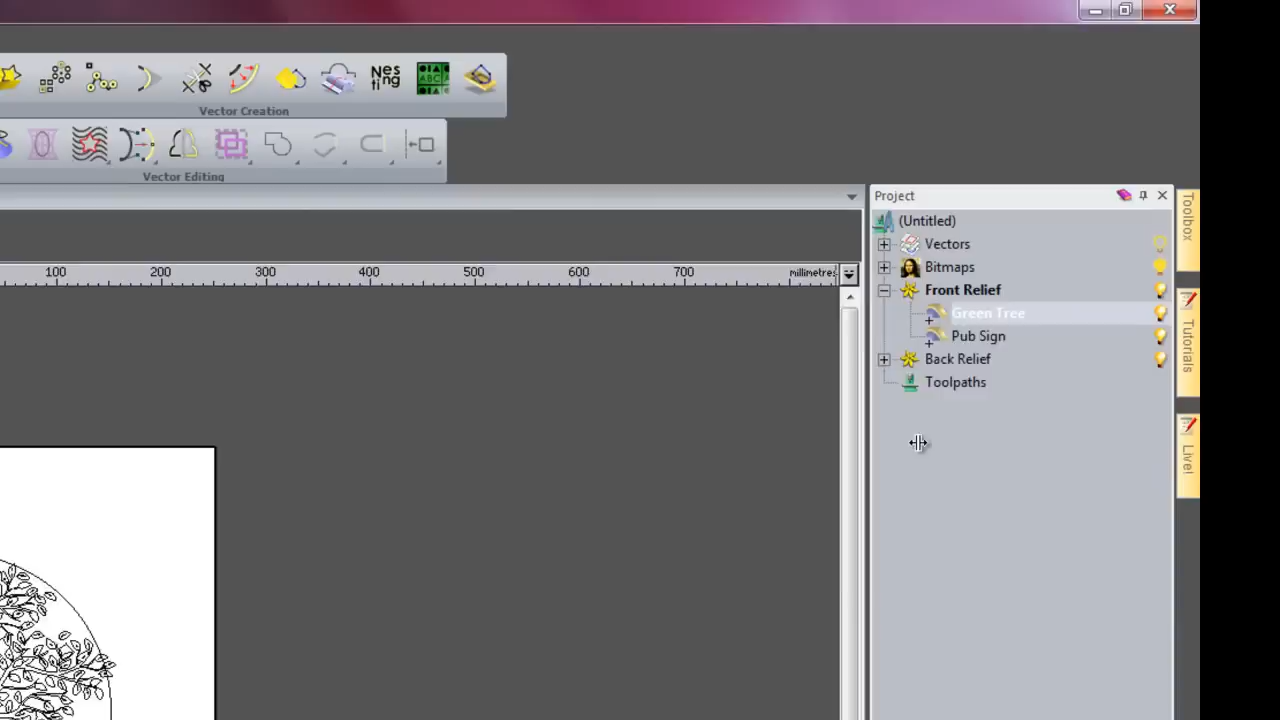 Nes
ting
ABC
Vector Creation
Vector Editing
Project
Toolbox
(Untitled)
Vectors
Bitmaps
100 200 300 400 500 600 700 millimetres
Front Relief
Green Tree
Tutorials
Pub Sign
Back Relief
Toolpaths
Live!